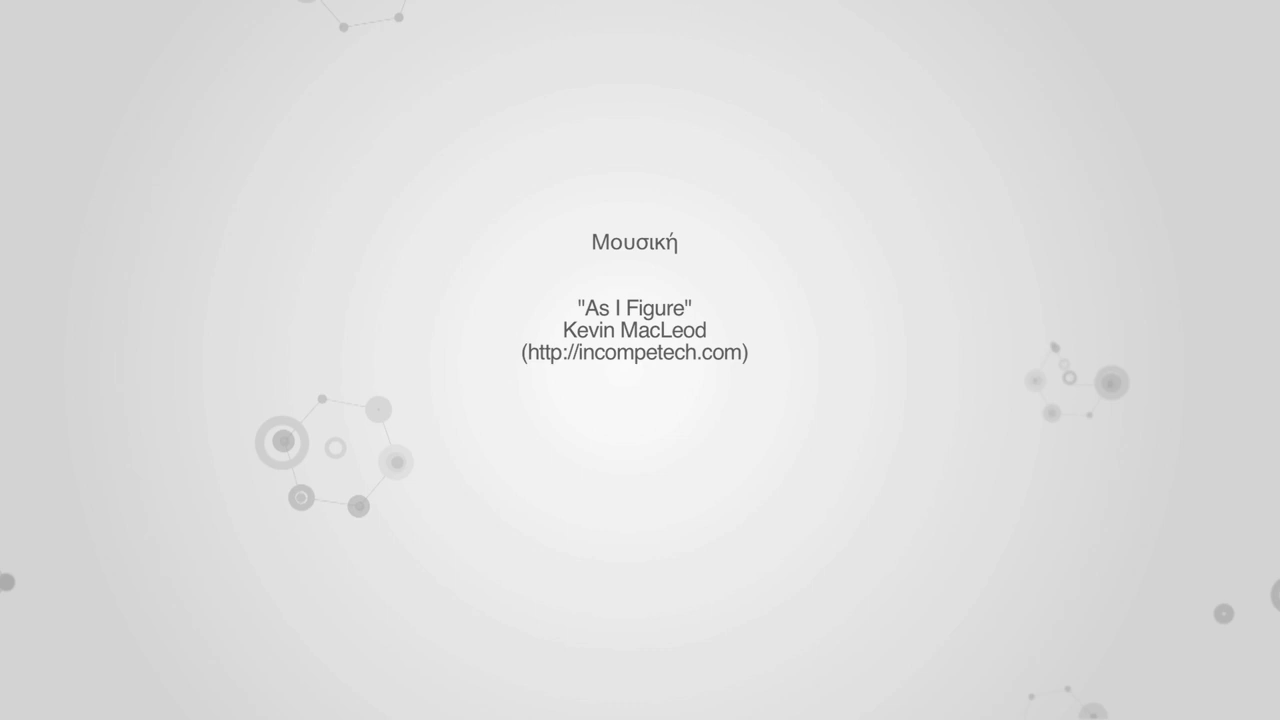 Μουσική
"As I Figure"
Kevin MacLeod
(http://incompetech.com)